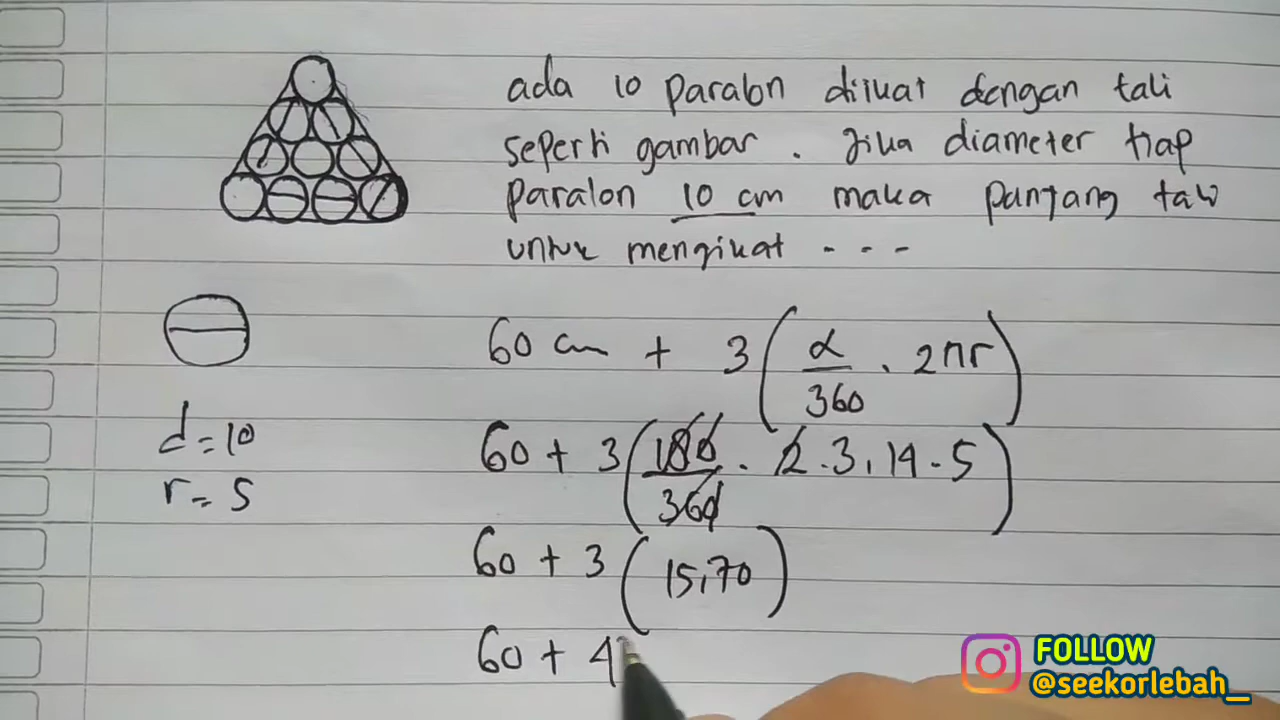 ada 10 paralon diikat dengan tali
seperti gambar. Jika diameter tiap
paralon 10 cm maka panjang tali
untuk mengikat - - -
d = 10
r = 5
60 cm + 3 ( α/360 . 2πr )
60 + 3 ( 180/360 . 2 . 3,14 . 5 )
60 + 3 ( 15,70 )
60 + 4
FOLLOW
@seekorlebah_